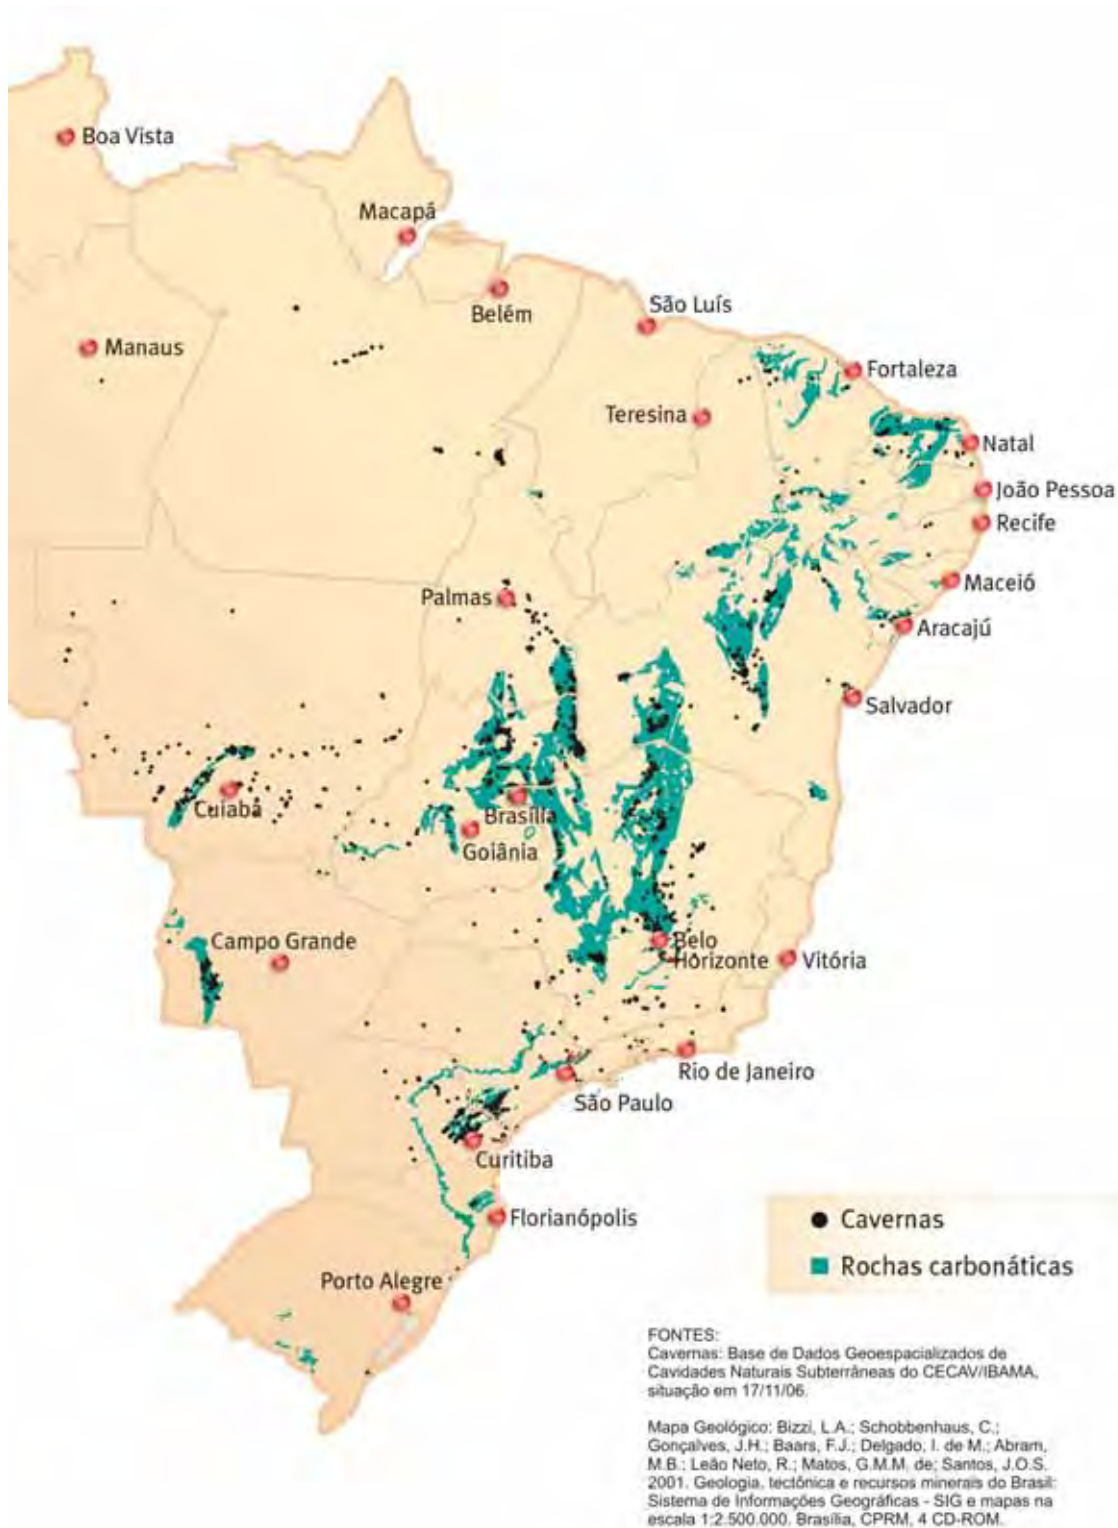 Boa Vista
Macapá
Belém
São Luís
Manaus
Fortaleza
Teresina
Natal
João Pessoa
Recife
Palmas
Maceió
Aracajú
Salvador
Cuiabá
Brasília
Goiânia
Campo Grande
Belo
Horizonte
Vitória
Rio de Janeiro
São Paulo
Curitiba
Florianópolis
Porto Alegre
Cavernas
Rochas carbonáticas
FONTES:
Cavernas: Base de Dados Geoespacializados de
Cavidades Naturais Subterrâneas do CECAV/IBAMA,
situação em 17/11/06.
Mapa Geológico: Bizzi, L.A.; Schobbenhaus, C.;
Gonçalves, J.H.; Baars, F.J.; Delgado, I. de M.; Abram,
M.B.; Leão Neto, R.; Matos, G.M.M. de; Santos, J.O.S.
2001. Geologia, tectônica e recursos minerais do Brasil:
Sistema de Informações Geográficas - SIG e mapas na
escala 1:2.500.000. Brasília, CPRM, 4 CD-ROM.